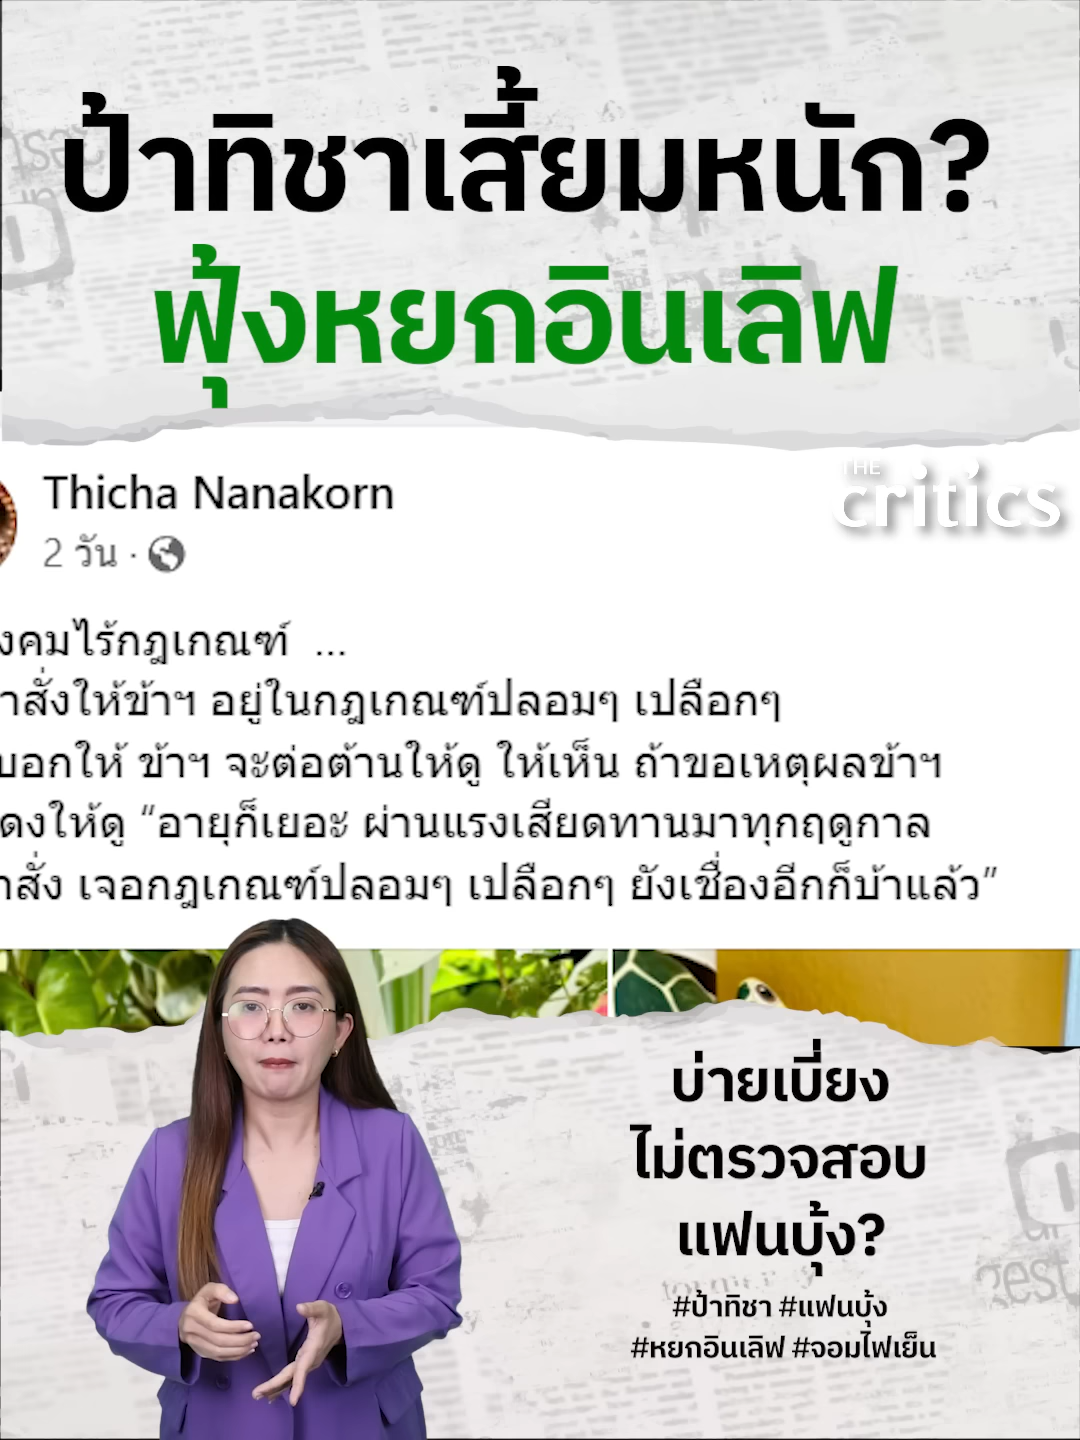 ป้าทิชาเสี้ยมหนัก?
ฟุ้งหยกอินเลิฟ
THE
critics
Thicha Nanakorn
2 วัน ·
งคมไร้กฎเกณฑ์ ...
าสั่งให้ข้าฯ อยู่ในกฎเกณฑ์ปลอมๆ เปลือกๆ
บอกให้ ข้าฯ จะต่อต้านให้ดู ให้เห็น ถ้าขอเหตุผลข้าฯ
ดงให้ดู “อายุก็เยอะ ผ่านแรงเสียดทานมาทุกฤดูกาล
าสั่ง เจอกฎเกณฑ์ปลอมๆ เปลือกๆ ยังเชื่องอีกก็บ้าแล้ว”
บ่ายเบี่ยง
ไม่ตรวจสอบ
แฟนบุ้ง?
#ป้าทิชา #แฟนบุ้ง
#หยกอินเลิฟ #จอมไฟเย็น